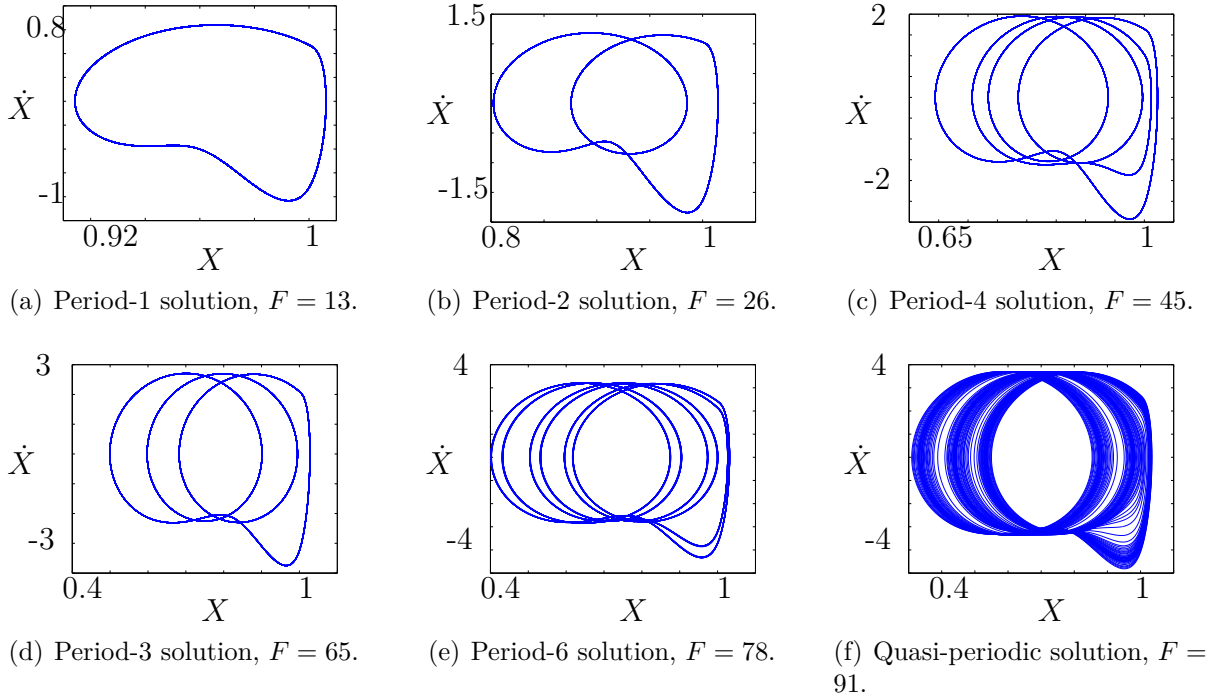 0.8
Ẋ
-1
0.92
1
X
(a) Period-1 solution, F = 13.
1.5
Ẋ
-1.5
0.8
1
X
(b) Period-2 solution, F = 26.
2
Ẋ
-2
0.65
1
X
(c) Period-4 solution, F = 45.
3
Ẋ
-3
0.4
1
X
(d) Period-3 solution, F = 65.
4
Ẋ
-4
0.4
1
X
(e) Period-6 solution, F = 78.
4
Ẋ
-4
0.4
1
X
(f) Quasi-periodic solution, F =
91.